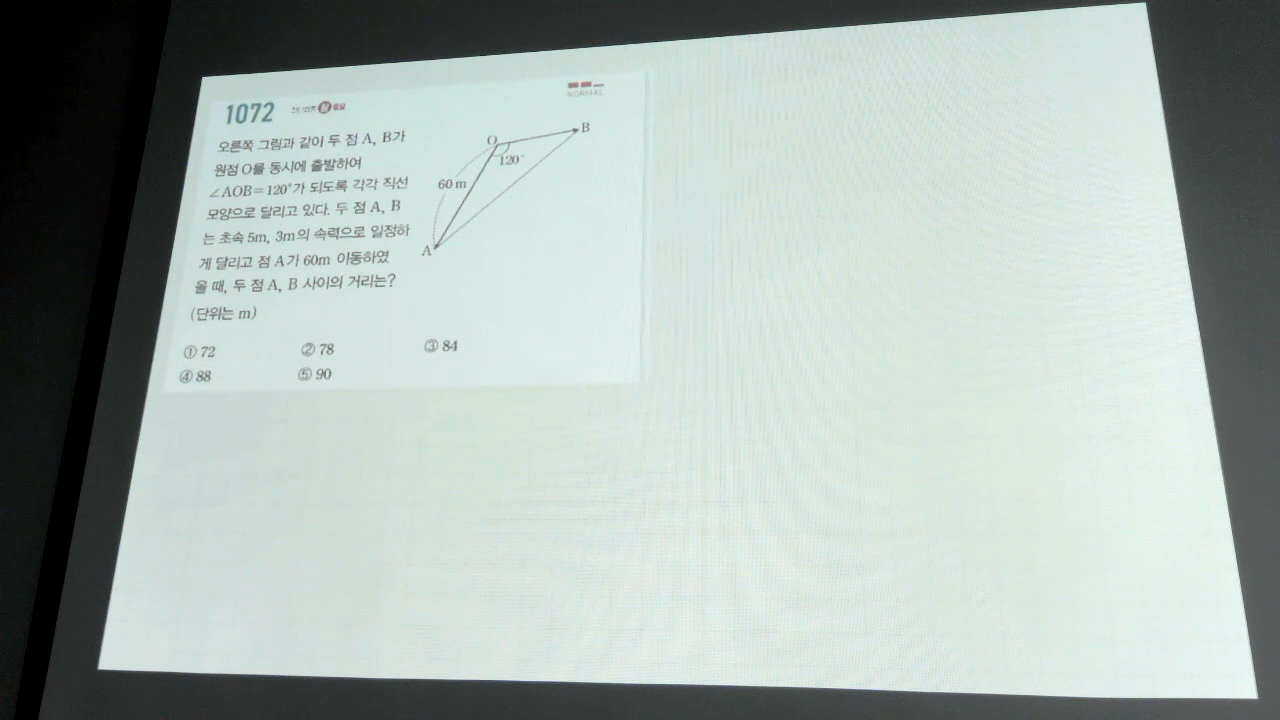 1072
NORMAL
오른쪽 그림과 같이 두 점 A, B가
원점 O를 동시에 출발하여
∠AOB=120°가 되도록 각각 직선
모양으로 달리고 있다. 두 점 A, B
는 초속 5m, 3m의 속력으로 일정하
게 달리고 점 A가 60m 이동하였
을 때, 두 점 A, B 사이의 거리는?
(단위는 m)
O
B
120°
60 m
A
① 72 ② 78 ③ 84
④ 88 ⑤ 90